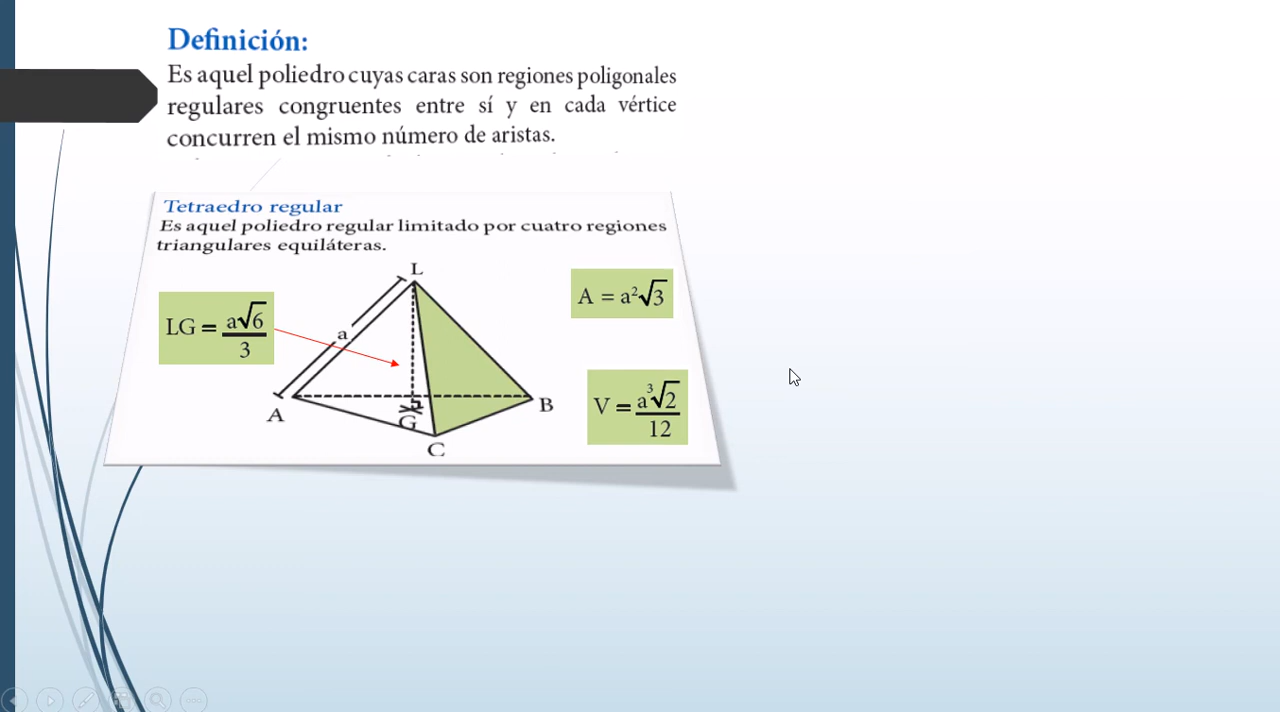 Definición:
Es aquel poliedro cuyas caras son regiones poligonales
regulares congruentes entre sí y en cada vértice
concurren el mismo número de aristas.
Tetraedro regular
Es aquel poliedro regular limitado por cuatro regiones
triangulares equiláteras.
L
A = a²√3
LG = a√6/3
a
V = a³√2/12
A
B
G
C